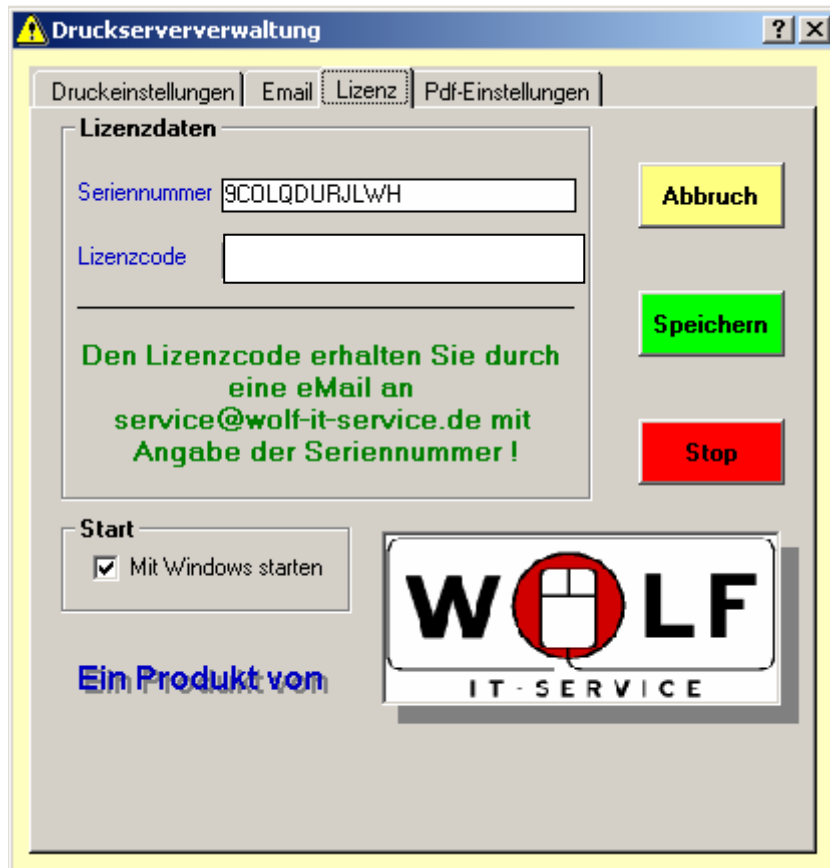 Druckserververwaltung
Druckeinstellungen Email Lizenz Pdf-Einstellungen
Lizenzdaten
Seriennummer 9COLQDURJLWH
Lizenzcode
Den Lizenzcode erhalten Sie durch
eine eMail an
service@wolf-it-service.de mit
Angabe der Seriennummer !
Abbruch
Speichern
Stop
Start
Mit Windows starten
Ein Produkt von
WOLF
IT-SERVICE